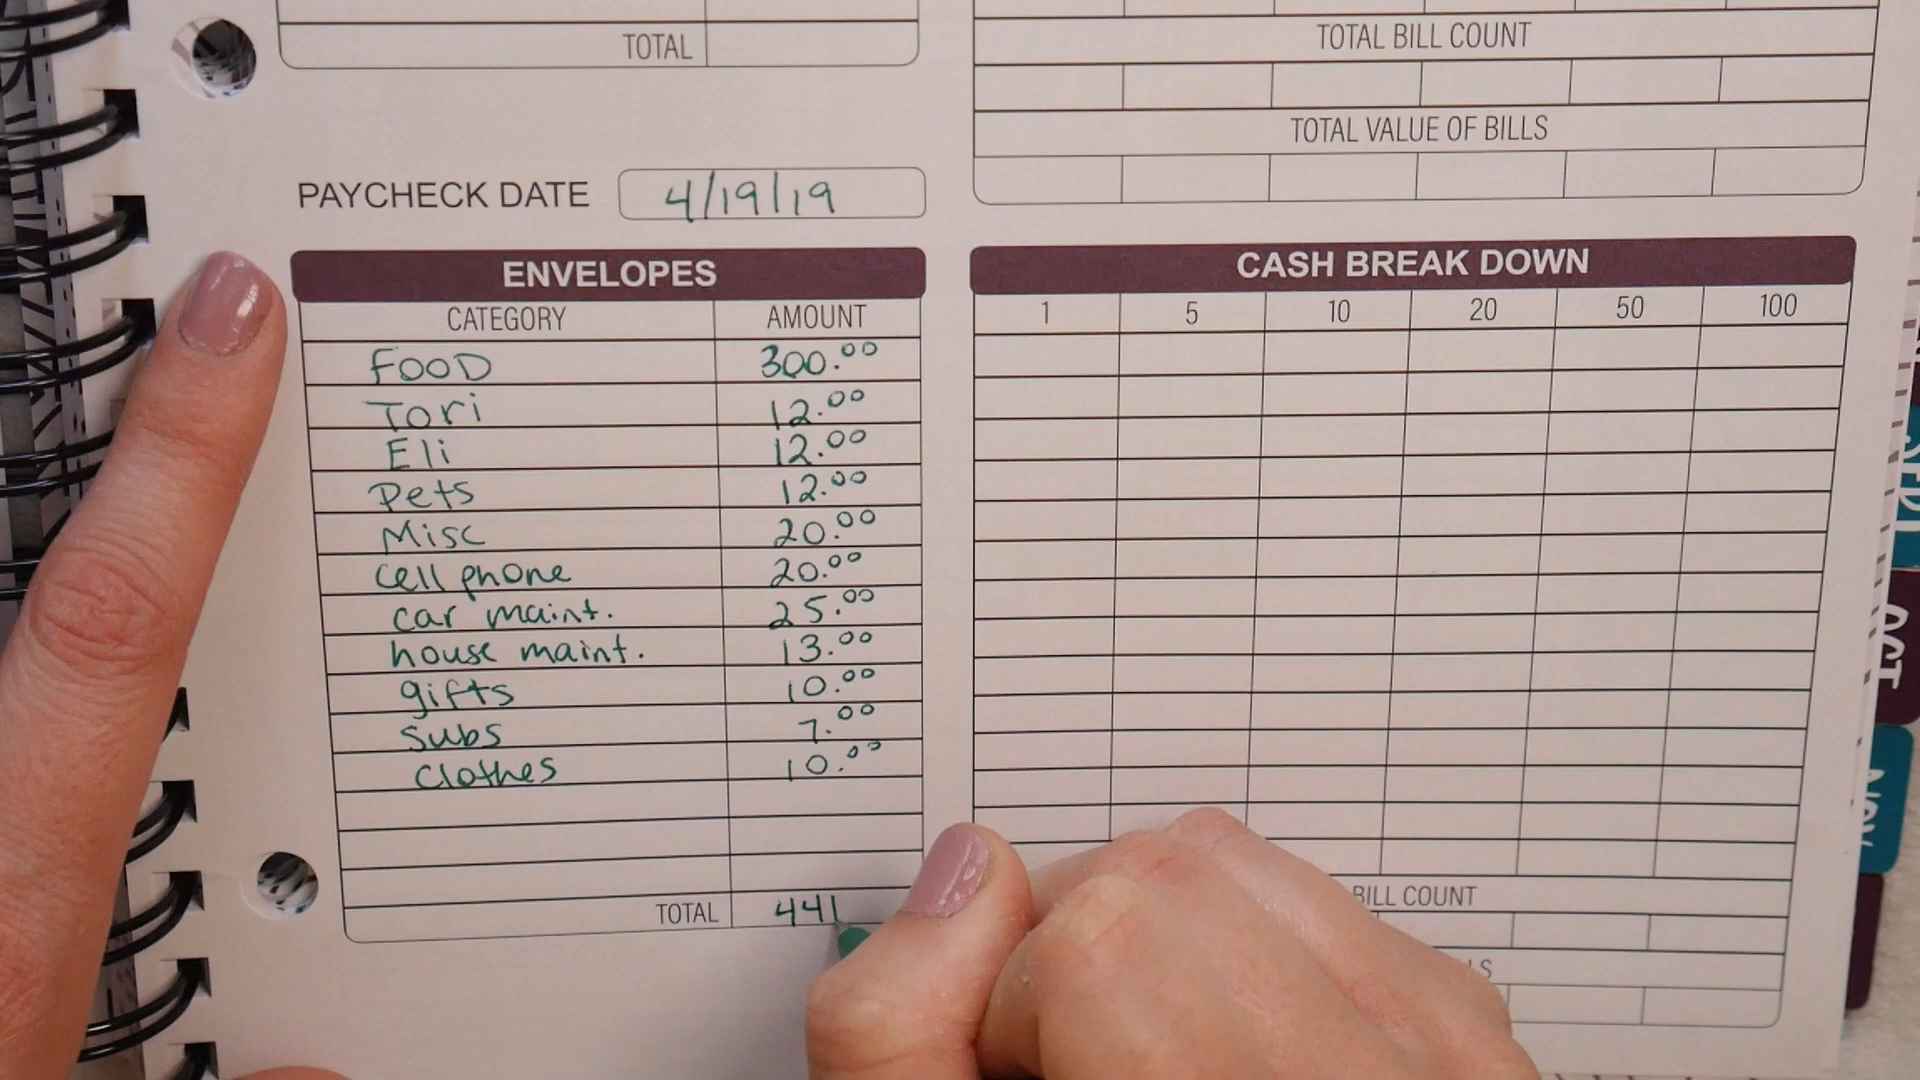 TOTAL
TOTAL BILL COUNT
TOTAL VALUE OF BILLS
PAYCHECK DATE 4/19/19
ENVELOPES
CATEGORY AMOUNT
FOOD 300.00
Tori 12.00
Eli 12.00
Pets 12.00
Misc 20.00
Cell phone 20.00
car maint. 25.00
house maint. 13.00
gifts 10.00
subs 7.00
Clothes 10.00
TOTAL 441
CASH BREAK DOWN
1 5 10 20 50 100
BILL COUNT
LS
OCT
NOV